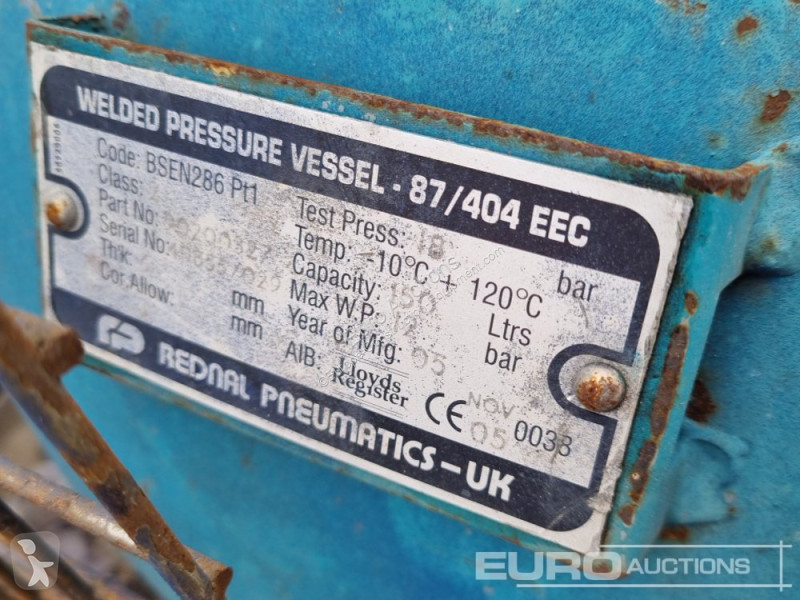 WELDED PRESSURE VESSEL - 87/404 EEC
Code: BSEN286 Pt1
Class:
Part No:
Serial No:
Th'k: mm
Cor.Allow: mm
Test Press: 18 bar
Temp: -10°C + 120°C
Capacity: 150 Ltrs
Max W.P: 12 bar
Year of Mfg: 05
AIB: Lloyds
Register
CE
NOV
05
0038
REDNAL PNEUMATICS - UK
EURO AUCTIONS